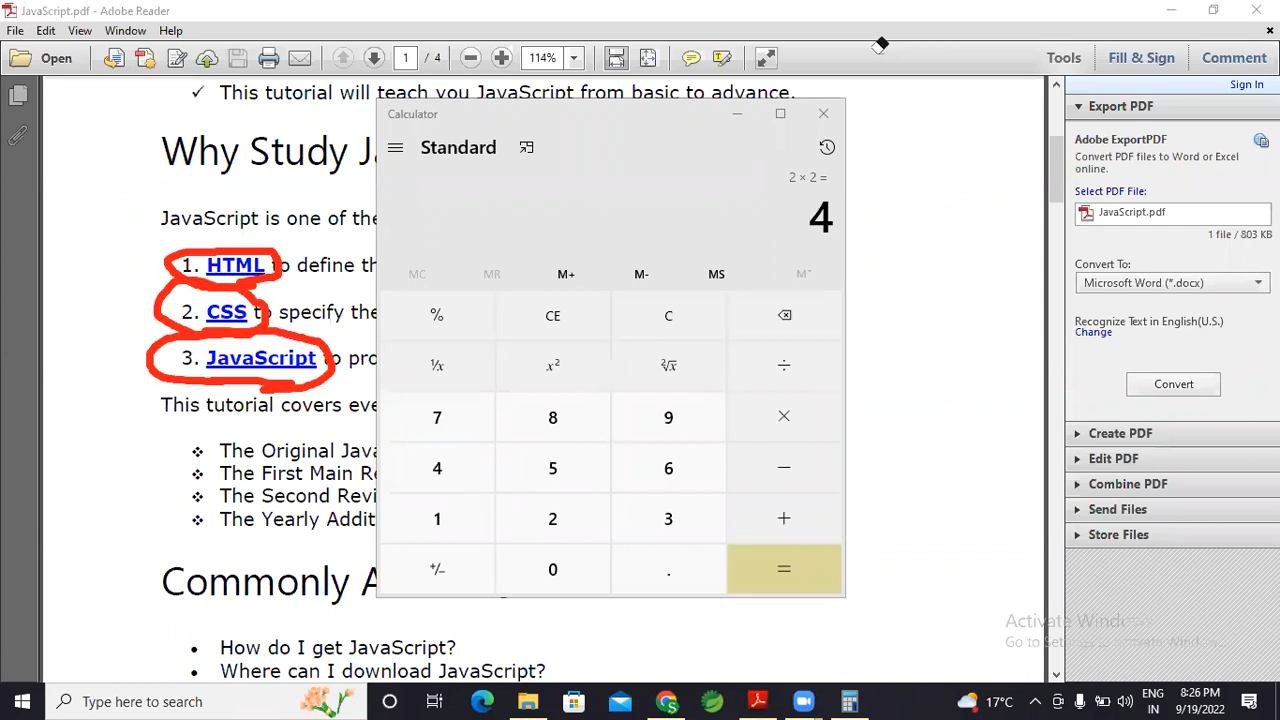 JavaScript.pdf - Adobe Reader
File Edit View Window Help
Open 1 / 4 114% Tools Fill & Sign Comment
✓ This tutorial will teach you JavaScript from basic to advance.
Why Study Ja
JavaScript is one of the
1. HTML to define th
2. CSS to specify the
3. JavaScript to pro
This tutorial covers eve
❖ The Original Java
❖ The First Main Re
❖ The Second Revi
❖ The Yearly Addit
Commonly A
• How do I get JavaScript?
• Where can I download JavaScript?
Calculator
Standard
2 × 2 =
4
MC MR M+ M- MS M˅
% CE C
¹/x x² ²√x ÷
7 8 9 ×
4 5 6 −
1 2 3 +
+/− 0 . =
Sign In
Export PDF
Adobe ExportPDF
Convert PDF files to Word or Excel
online.
Select PDF File:
JavaScript.pdf
1 file / 803 KB
Convert To:
Microsoft Word (*.docx)
Recognize Text in English(U.S.)
Change
Convert
Create PDF
Edit PDF
Combine PDF
Send Files
Store Files
Activate Windows
Go to Settings to activate Windows.
Type here to search
17°C
ENG
IN
8:26 PM
9/19/2022